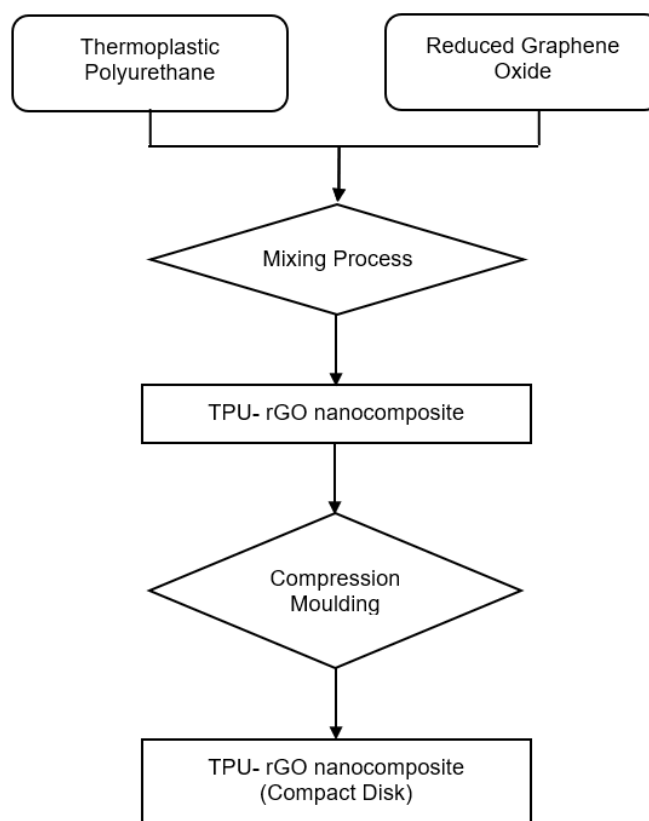 Thermoplastic
Polyurethane
Reduced Graphene
Oxide
Mixing Process
TPU- rGO nanocomposite
Compression
Moulding
TPU- rGO nanocomposite
(Compact Disk)